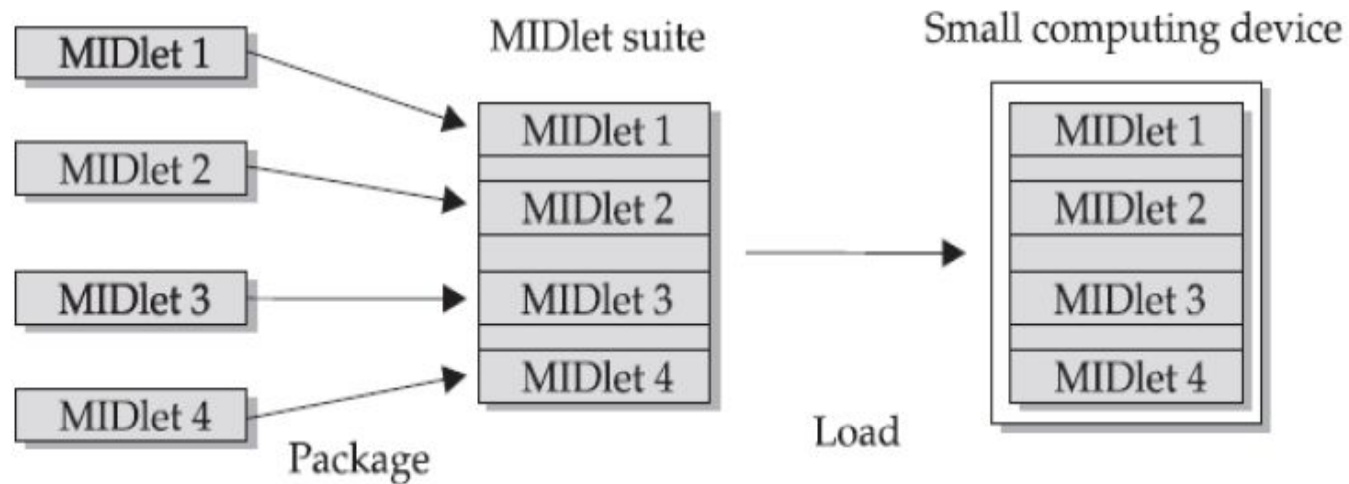 MIDlet 1
MIDlet 2
MIDlet 3
MIDlet 4
Package
MIDlet suite
MIDlet 1
MIDlet 2
MIDlet 3
MIDlet 4
Load
Small computing device
MIDlet 1
MIDlet 2
MIDlet 3
MIDlet 4